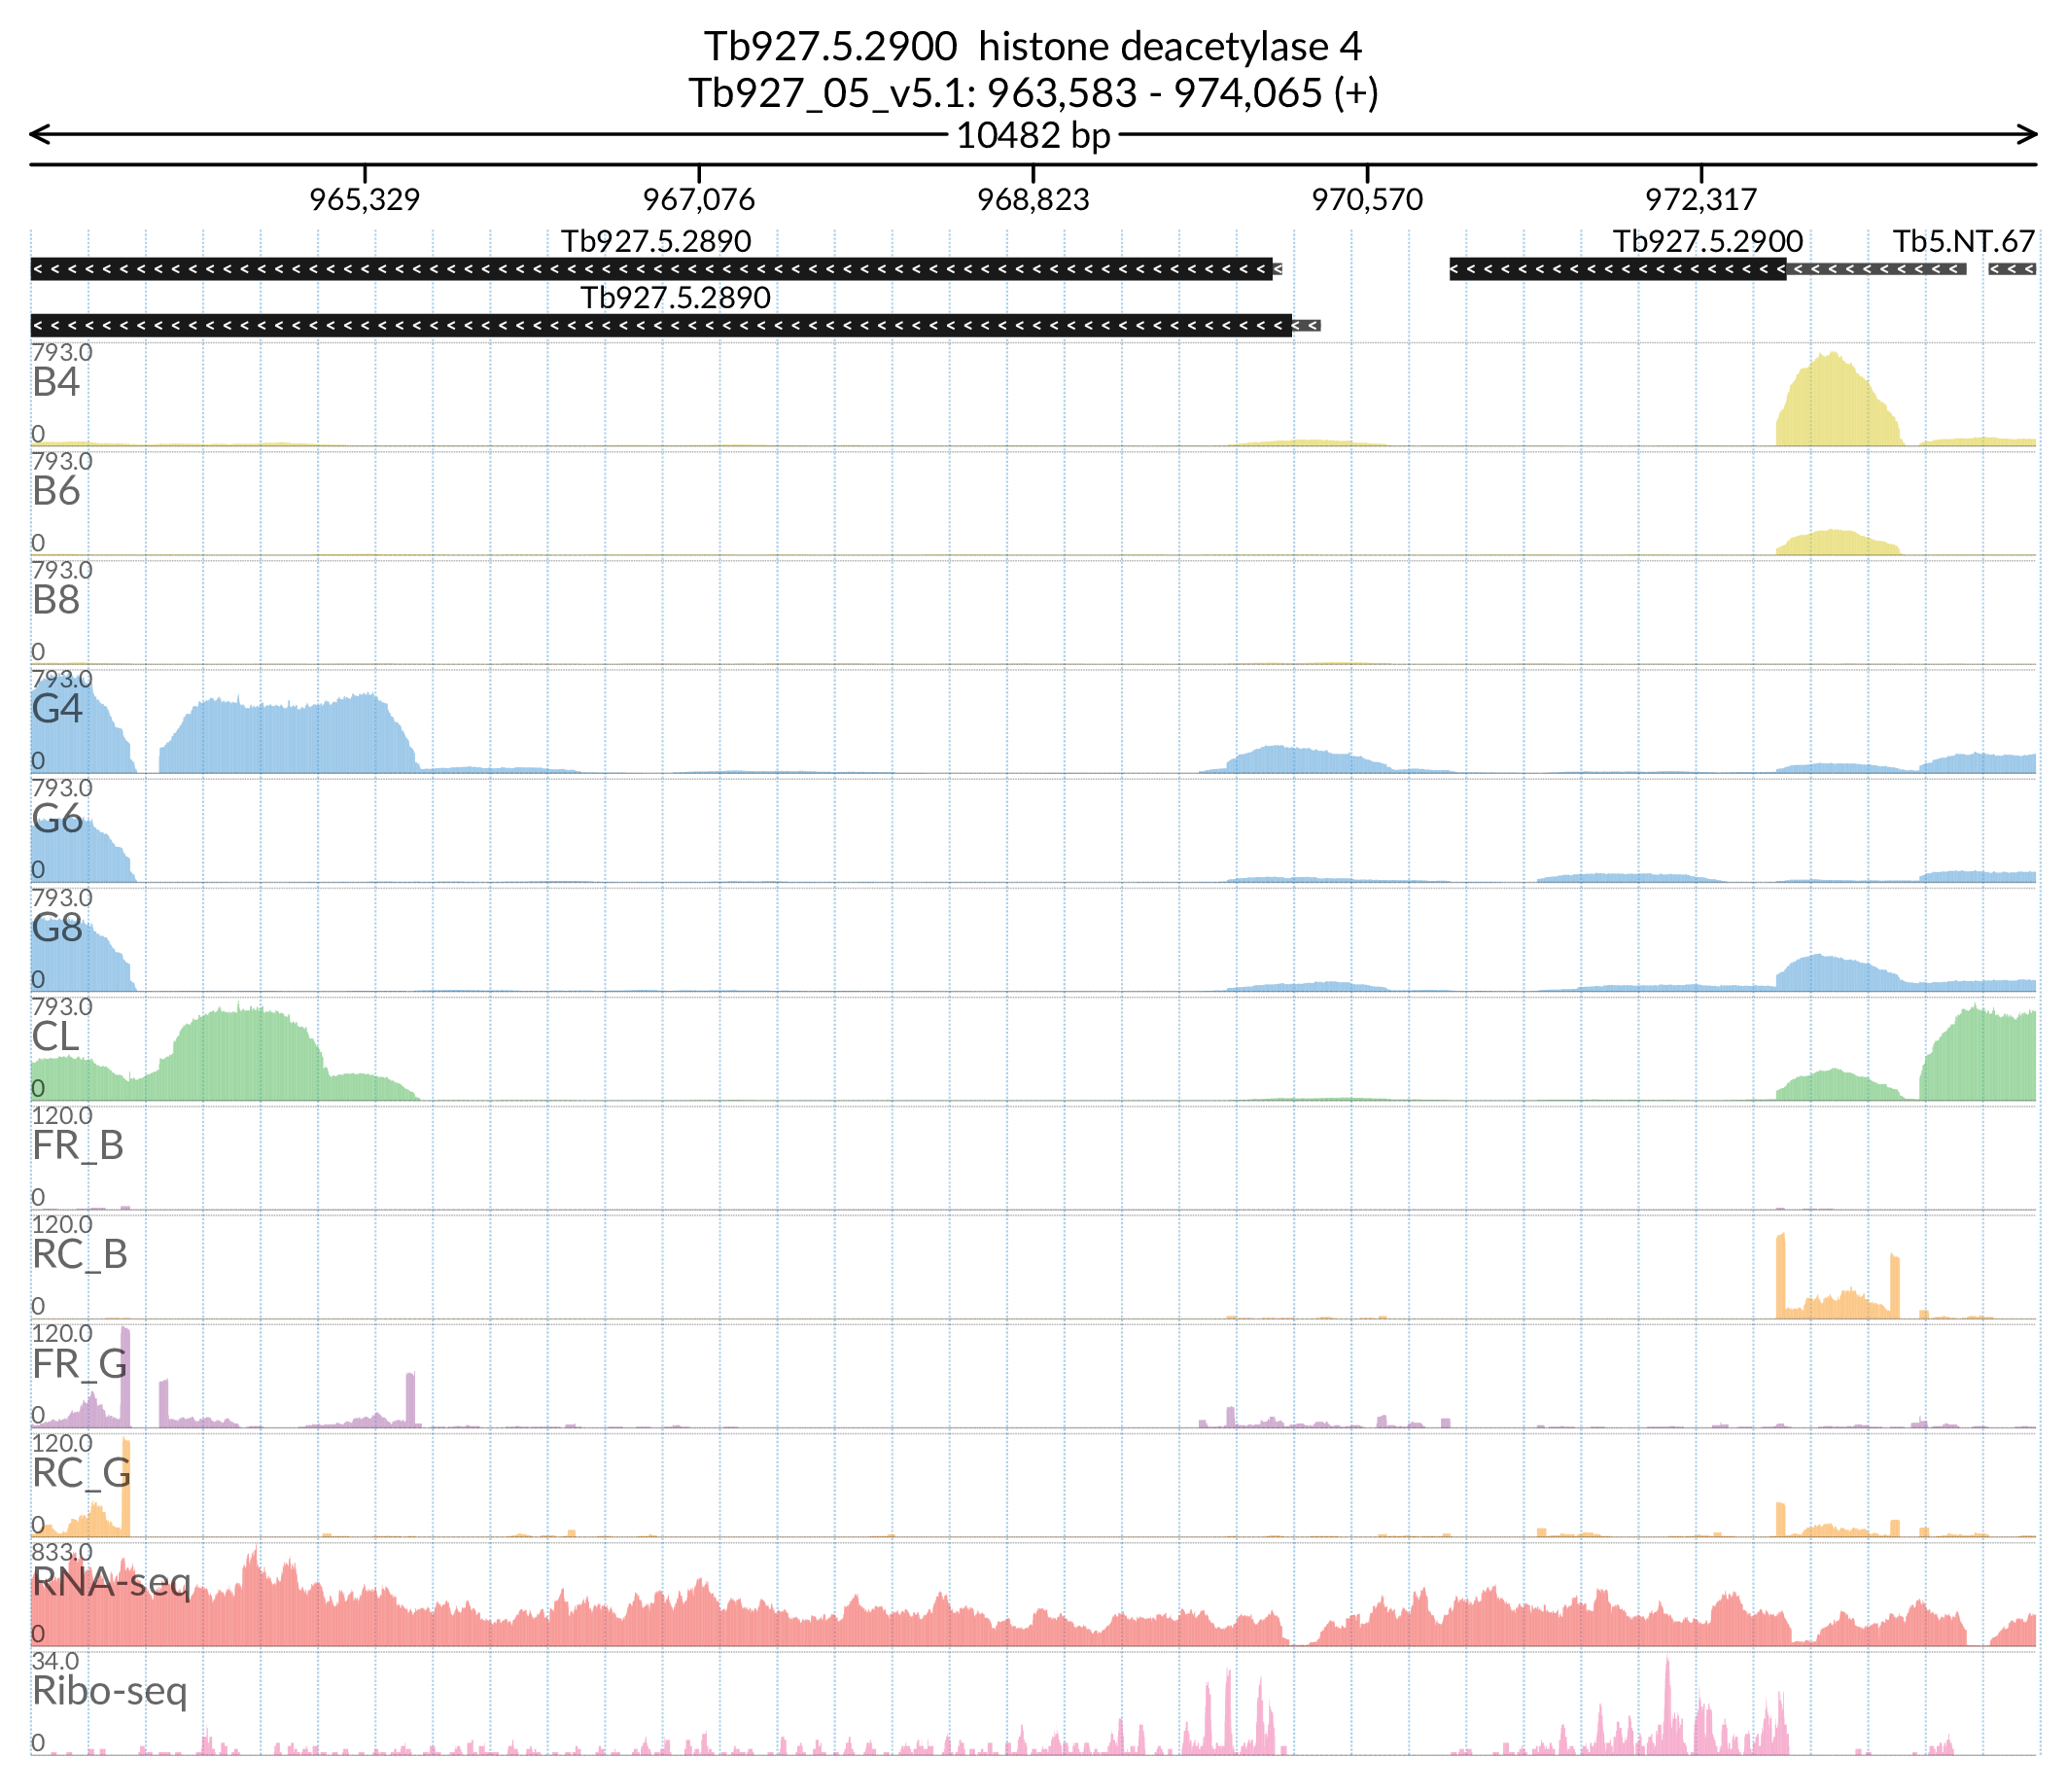 Tb927.5.2900 histone deacetylase 4
Tb927_05_v5.1: 963,583 - 974,065 (+)
10482 bp
965,329 967,076 968,823 970,570 972,317
Tb927.5.2890 Tb927.5.2900 Tb5.NT.67
Tb927.5.2890
793.0
B4
0
793.0
B6
0
793.0
B8
0
793.0
G4
0
793.0
G6
0
793.0
G8
0
793.0
CL
0
120.0
FR_B
0
120.0
RC_B
0
120.0
FR_G
0
120.0
RC_G
0
833.0
RNA-seq
0
34.0
Ribo-seq
0